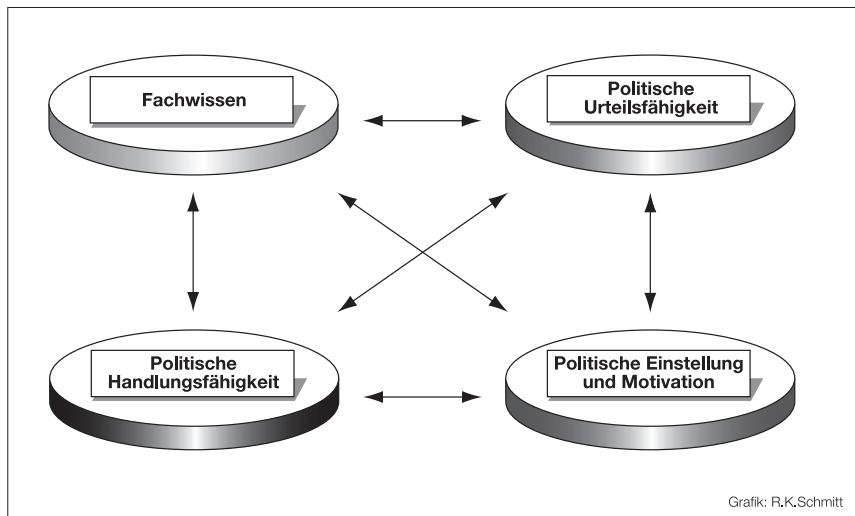 Fachwissen
Politische
Urteilsfähigkeit
Politische
Handlungsfähigkeit
Politische Einstellung
und Motivation
Grafik: R.K.Schmitt